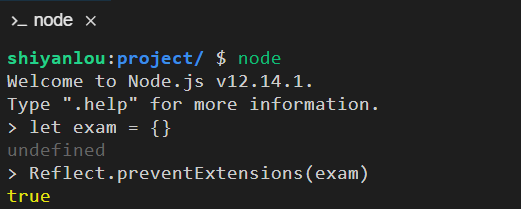 >_ node ×
shiyanlou:project/ $ node
Welcome to Node.js v12.14.1.
Type ".help" for more information.
> let exam = {}
undefined
> Reflect.preventExtensions(exam)
true